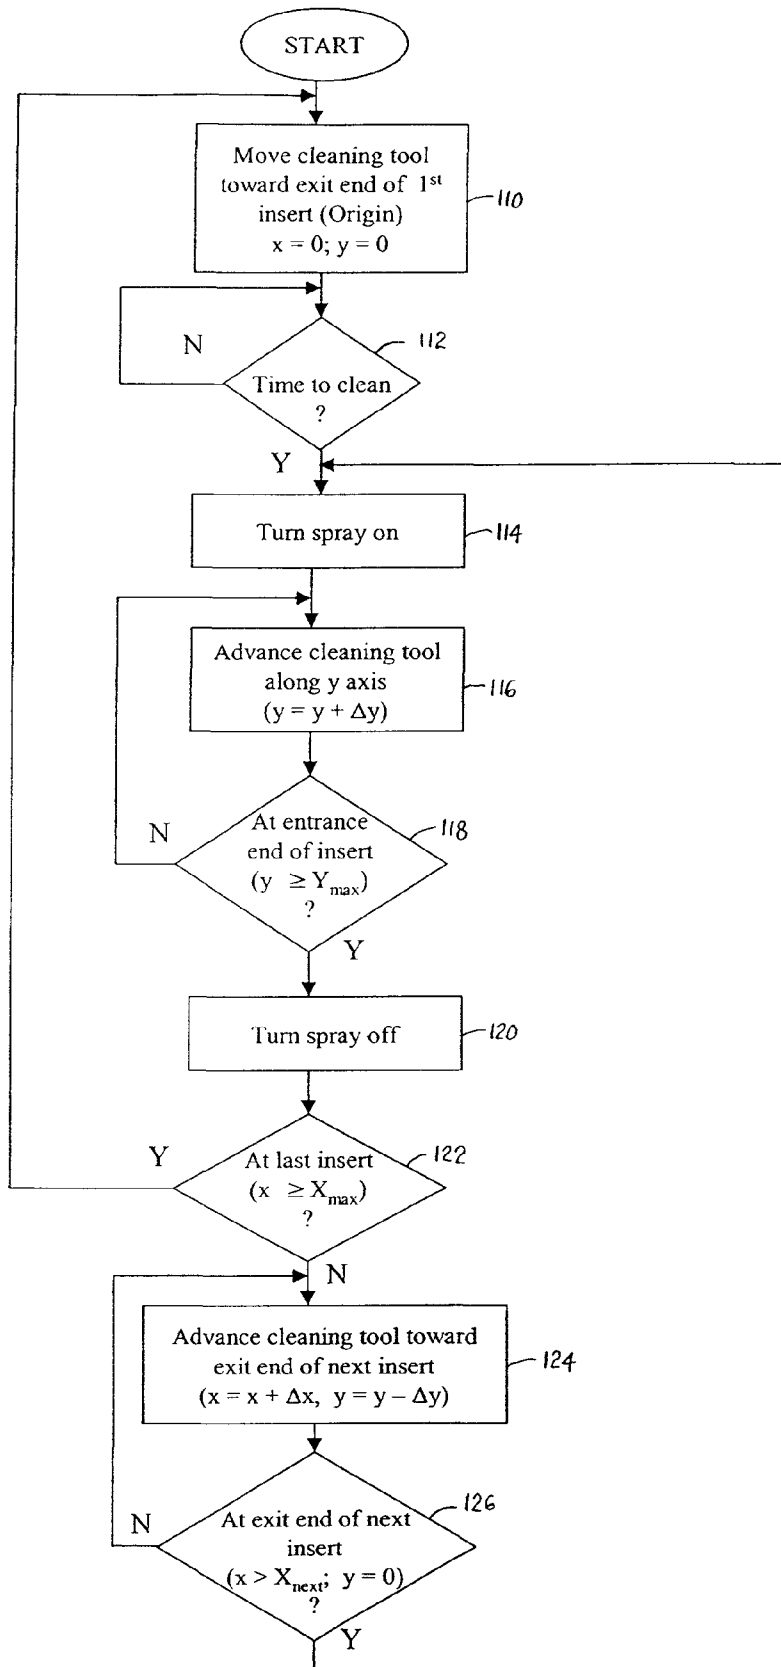 START
Move cleaning tool
toward exit end of 1st
insert (Origin)
x = 0; y = 0
110
N
112
Time to clean
?
Y
Turn spray on
114
Advance cleaning tool
along y axis
(y = y + Δy)
116
N
118
At entrance
end of insert
(y ≥ Ymax)
?
Y
Turn spray off
120
Y
122
At last insert
(x ≥ Xmax)
?
N
Advance cleaning tool toward
exit end of next insert
(x = x + Δx, y = y – Δy)
124
N
126
At exit end of next
insert
(x > Xnext; y = 0)
?
Y